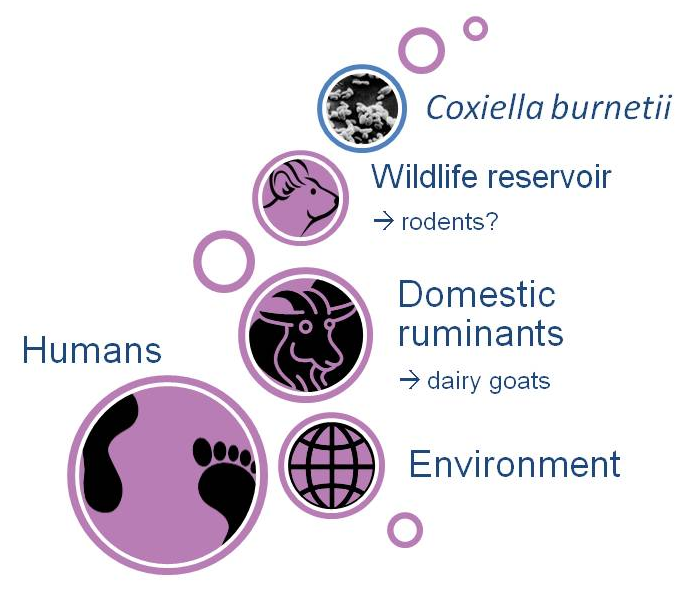 Coxiella burnetii
Wildlife reservoir
→ rodents?
Domestic
ruminants
→ dairy goats
Humans
Environment